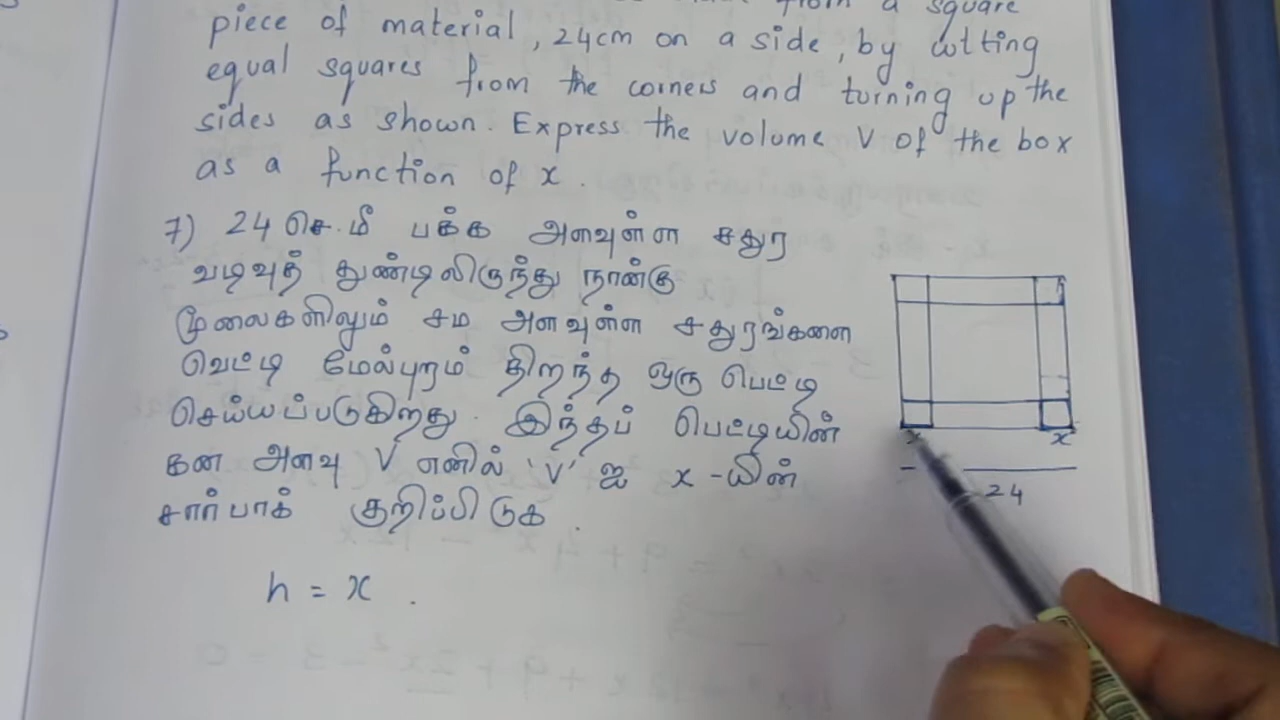 from a square
piece of material, 24cm on a side, by cutting
equal squares from the corners and turning up the
sides as shown. Express the volume V of the box
as a function of x.
7) 24 செ.மீ பக்க அளவுள்ள சதுர
வடிவத் துண்டிலிருந்து நான்கு
மூலைகளிலும் சம அளவுள்ள சதுரங்களை
வெட்டி மேல்புறம் திறந்த ஒரு பெட்டி
செய்யப்படுகிறது. இந்தப் பெட்டியின்
கன அளவு V எனில் 'V' ஐ x -யின்
சார்பாக் குறிப்பிடுக.
x x
24
h = x.